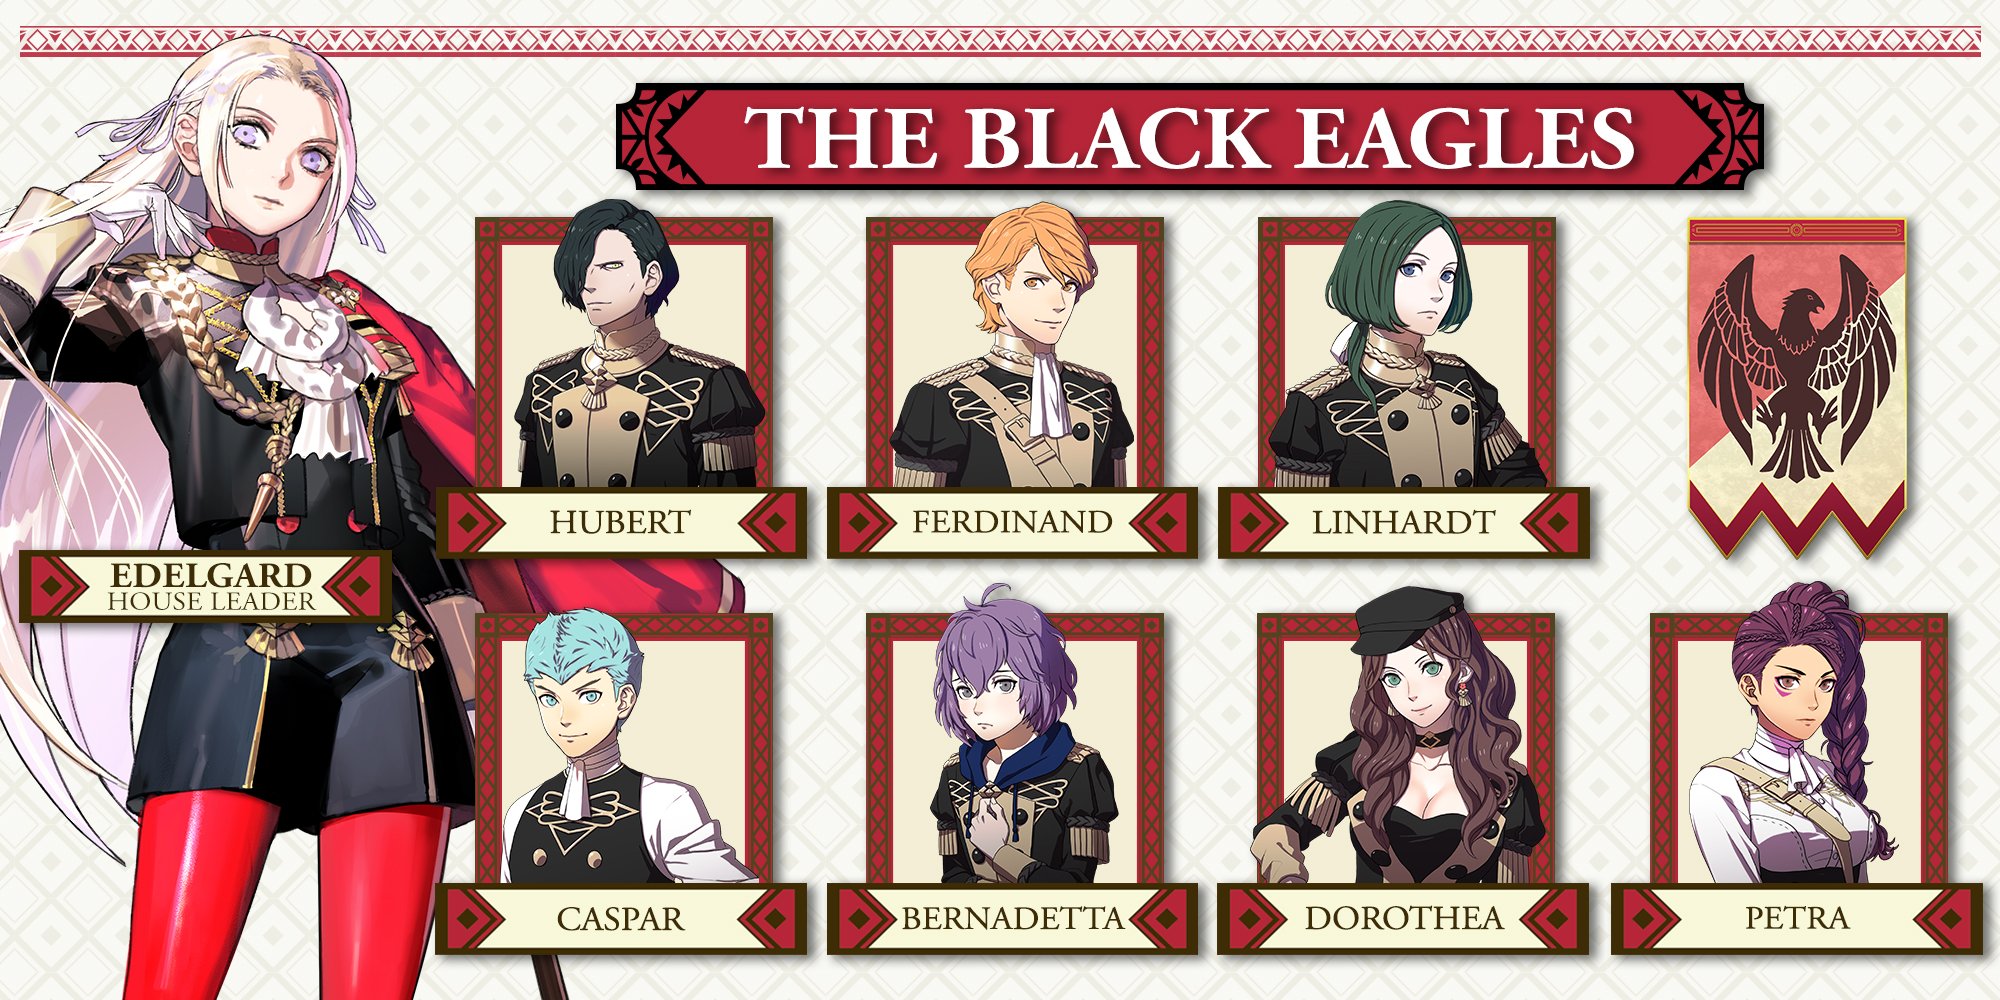 THE BLACK EAGLES
EDELGARD
HOUSE LEADER
HUBERT
FERDINAND
LINHARDT
CASPAR
BERNADETTA
DOROTHEA
PETRA